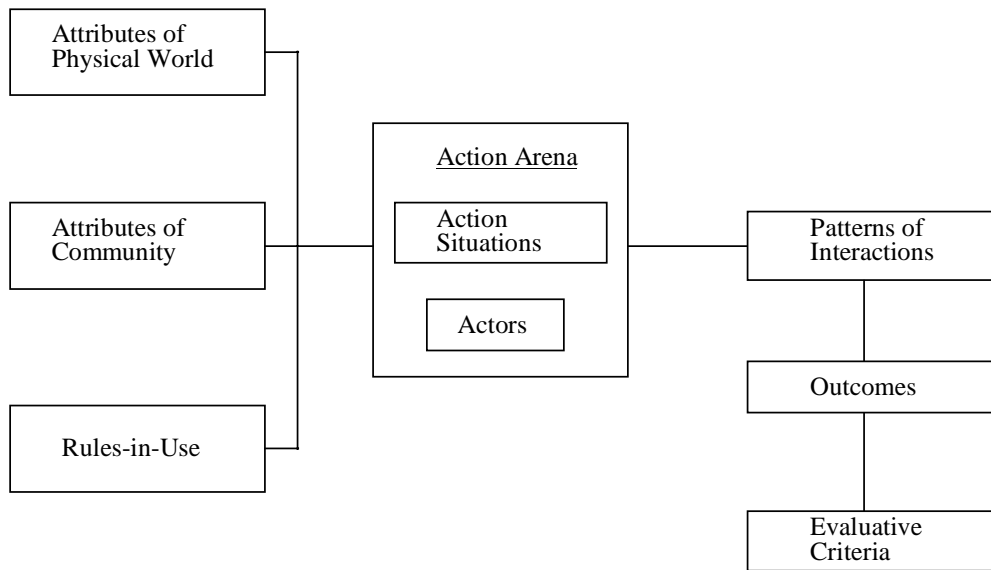 Attributes of
Physical World
Attributes of
Community
Rules-in-Use
Action Arena
Action
Situations
Actors
Patterns of
Interactions
Outcomes
Evaluative
Criteria